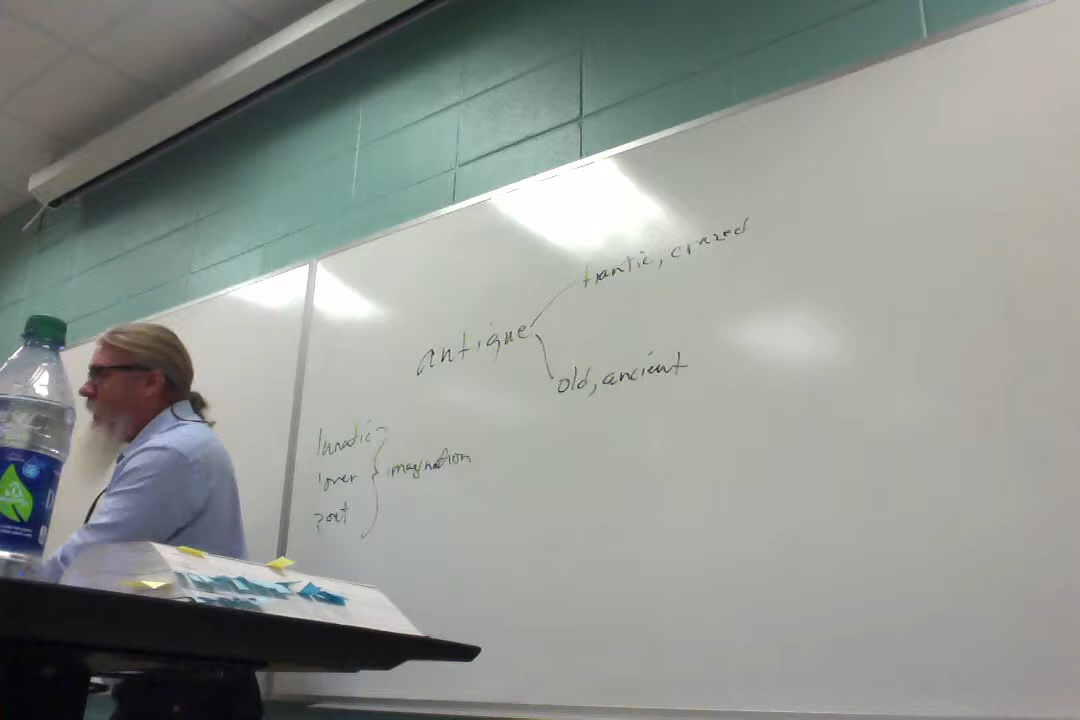 frantic, crazed
antique
old, ancient
lunatic
lover
imagination
poet